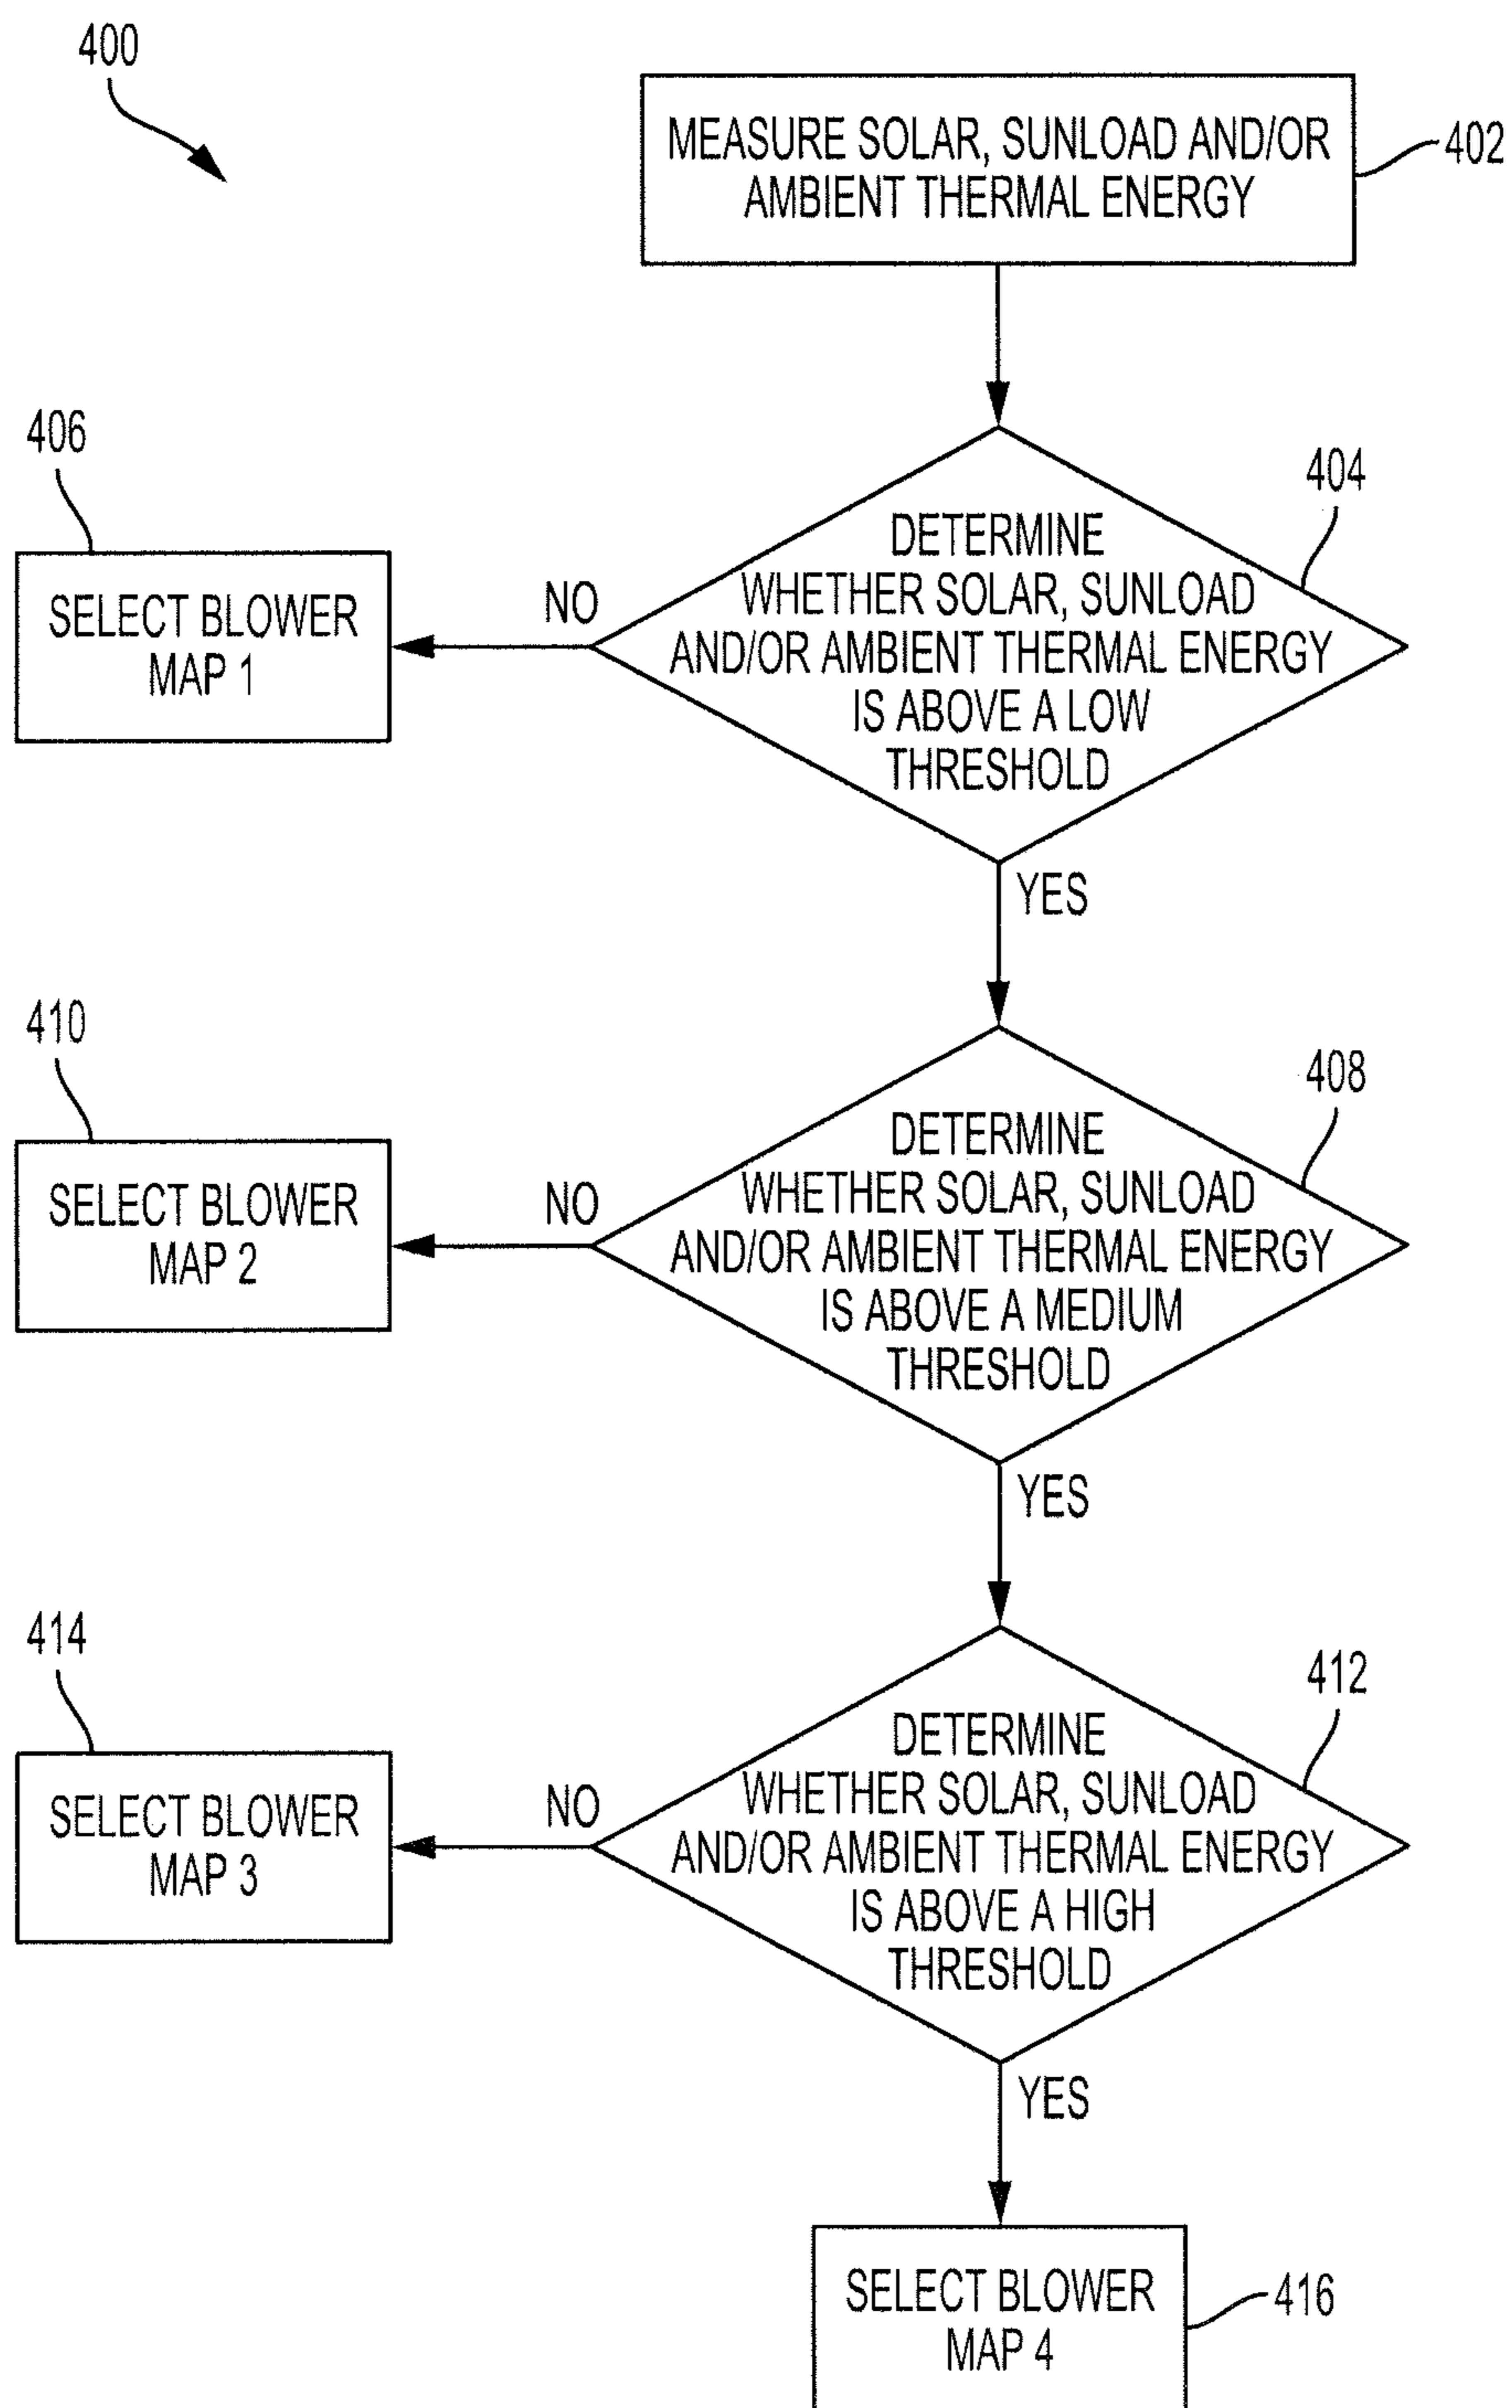 400
MEASURE SOLAR, SUNLOAD AND/OR
AMBIENT THERMAL ENERGY
402
404
DETERMINE
WHETHER SOLAR, SUNLOAD
AND/OR AMBIENT THERMAL ENERGY
IS ABOVE A LOW
THRESHOLD
NO
406
SELECT BLOWER
MAP 1
YES
408
DETERMINE
WHETHER SOLAR, SUNLOAD
AND/OR AMBIENT THERMAL ENERGY
IS ABOVE A MEDIUM
THRESHOLD
NO
410
SELECT BLOWER
MAP 2
YES
412
DETERMINE
WHETHER SOLAR, SUNLOAD
AND/OR AMBIENT THERMAL ENERGY
IS ABOVE A HIGH
THRESHOLD
NO
414
SELECT BLOWER
MAP 3
YES
SELECT BLOWER
MAP 4
416